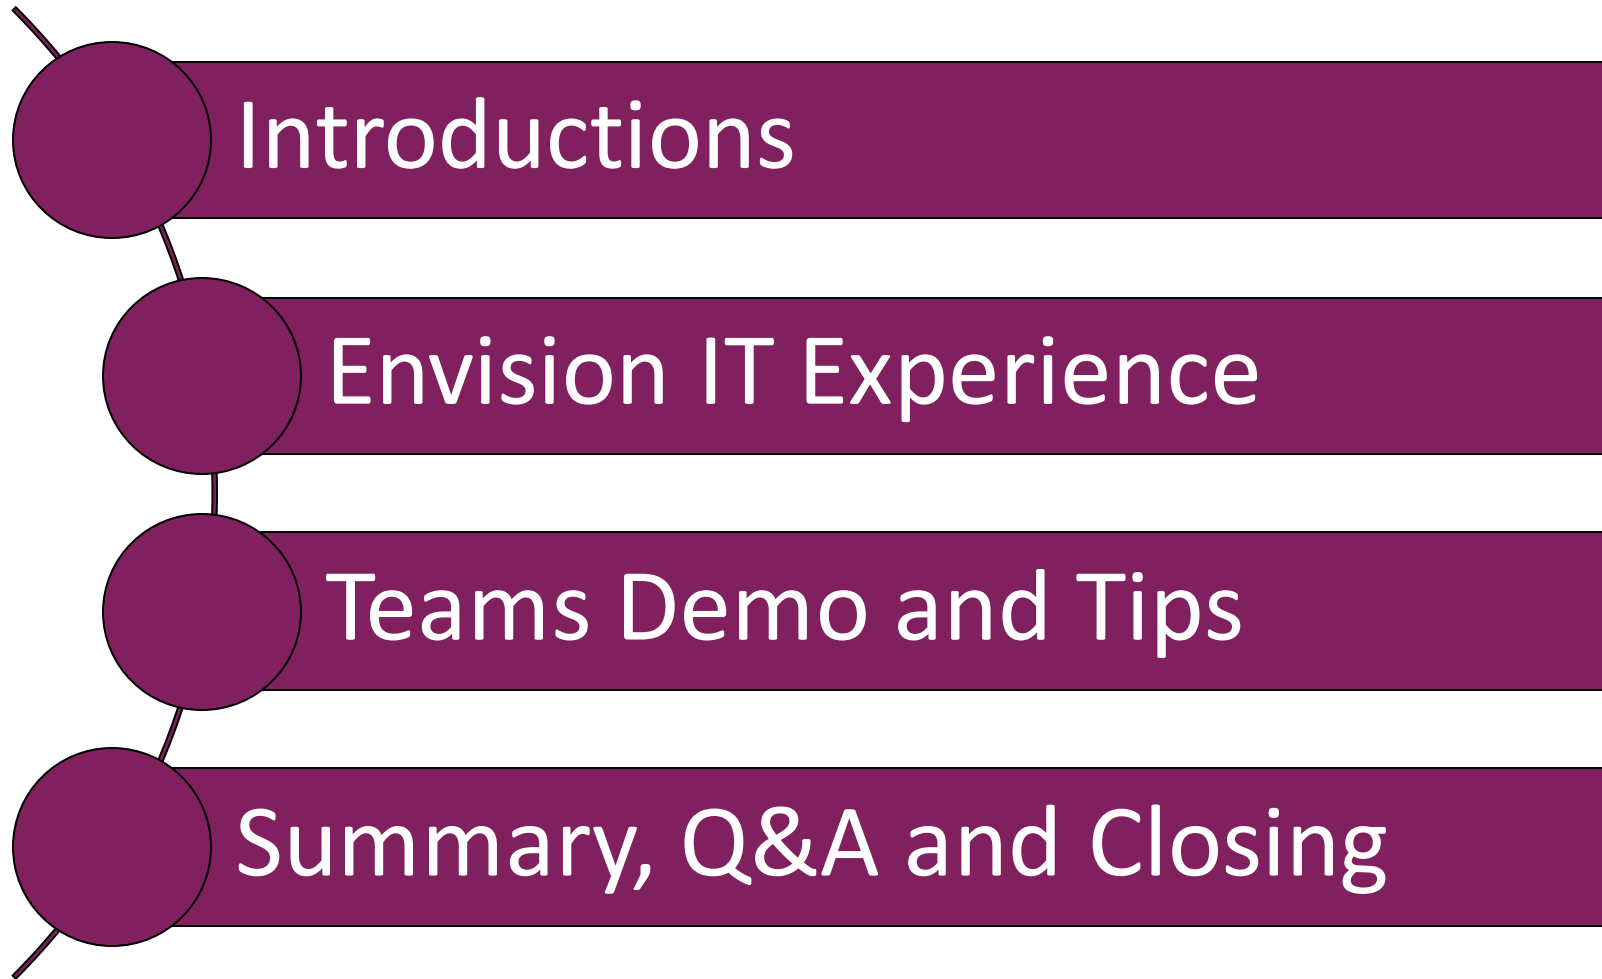 Introductions
Envision IT Experience
Teams Demo and Tips
Summary, Q&A and Closing